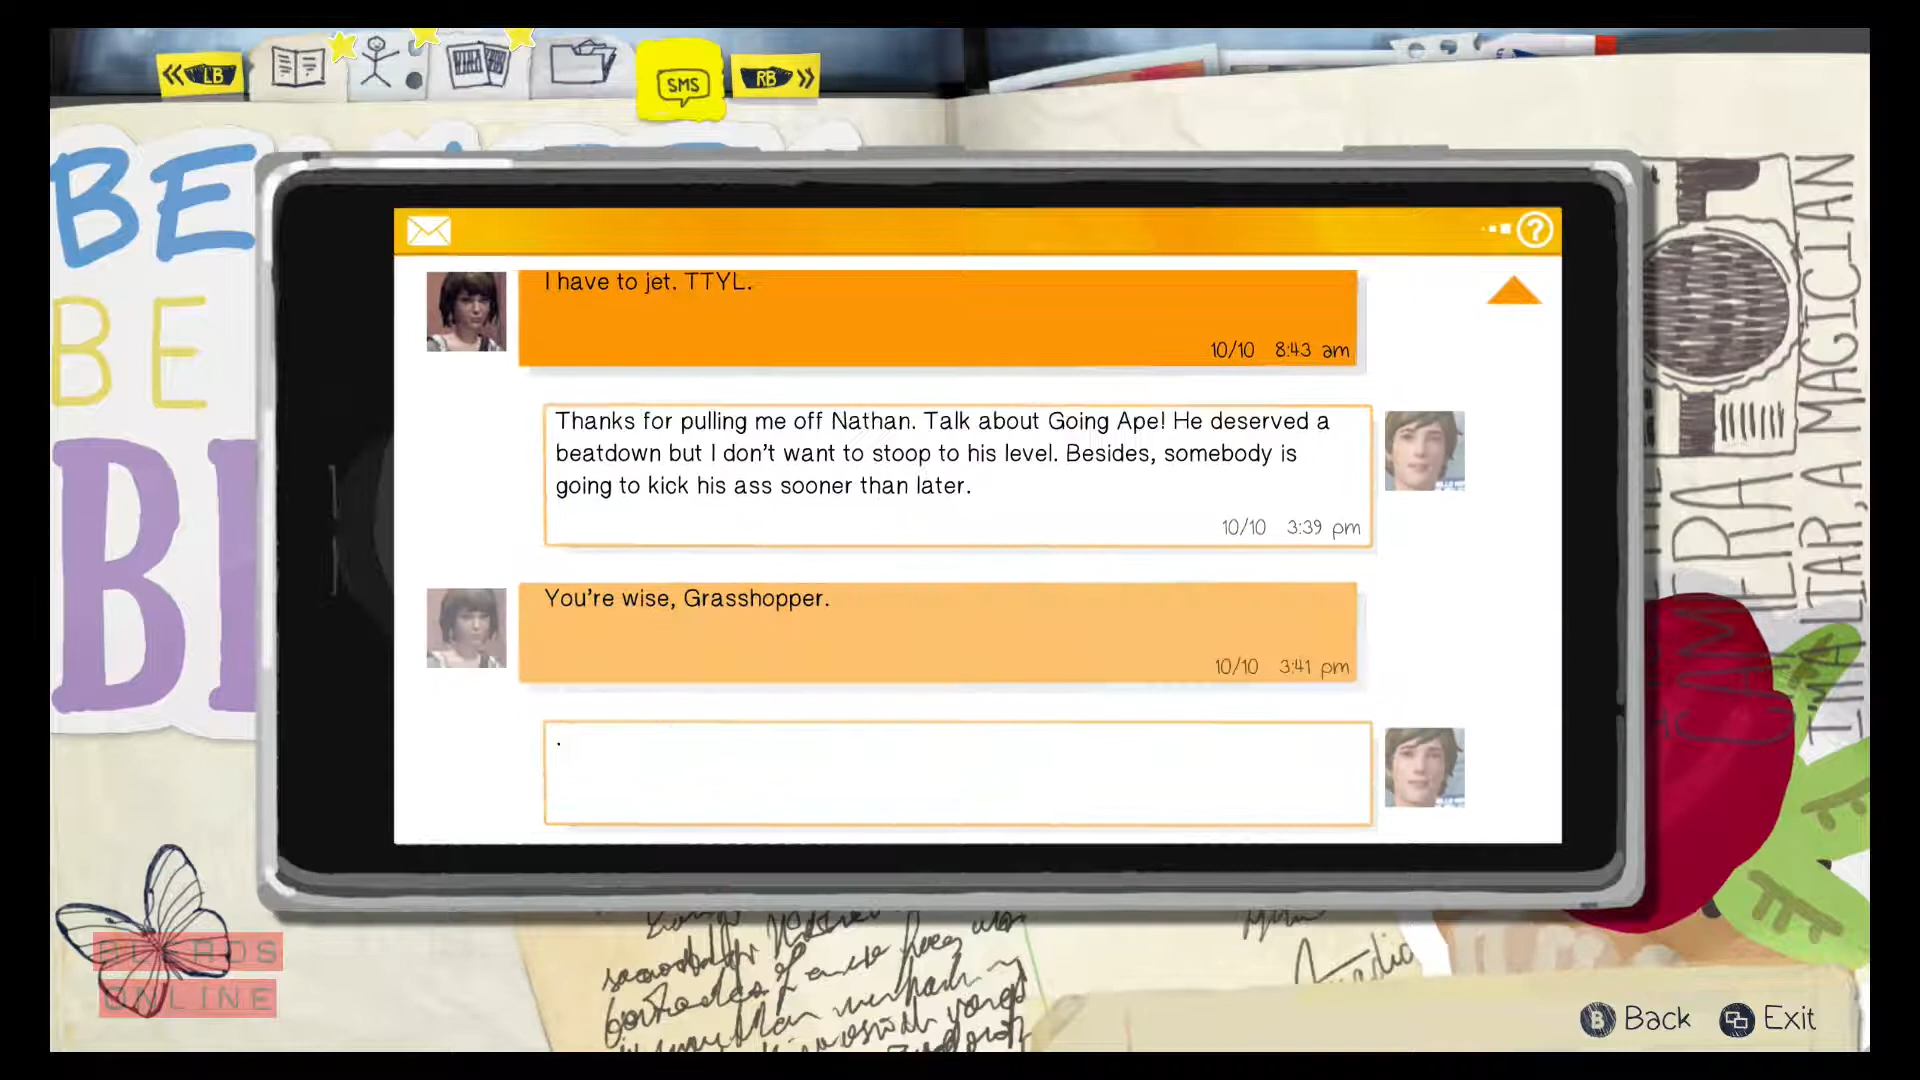 LB
SMS
RB
BE
BE
I have to jet. TTYL.
10/10 8:43 am
Thanks for pulling me off Nathan. Talk about Going Ape! He deserved a
beatdown but I don't want to stoop to his level. Besides, somebody is
going to kick his ass sooner than later.
10/10 3:39 pm
You're wise, Grasshopper.
10/10 3:41 pm
.
CAMERA
LIAR, A MAGICIAN
ONLINE
B Back
Exit